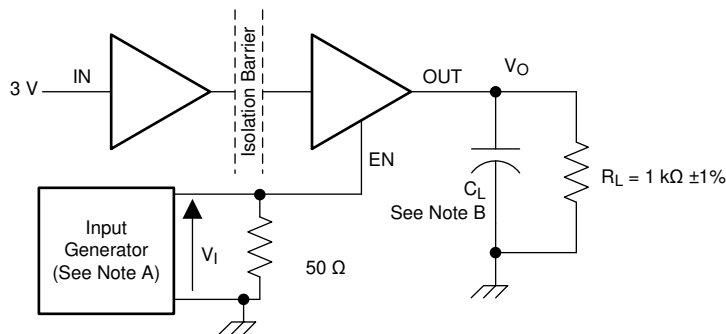 3 V
IN
Isolation Barrier
OUT
V_O
EN
C_L
See Note B
R_L = 1 kΩ ±1%
Input
Generator
(See Note A)
V_I
50 Ω